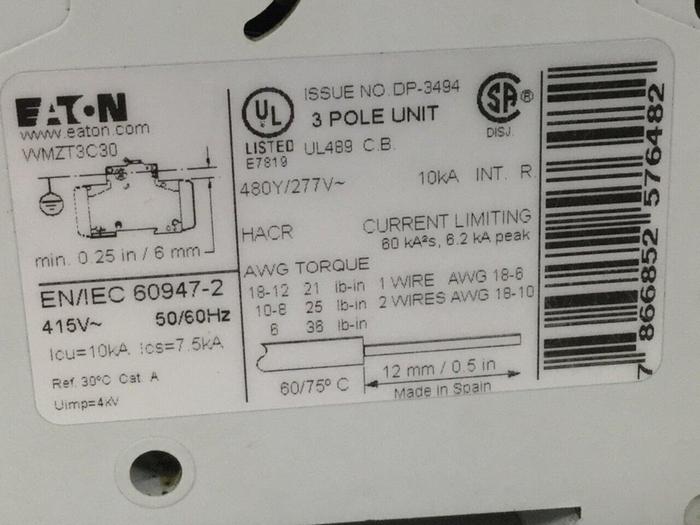 EATON
www.eaton.com
WMZT3C30
min. 0.25 in / 6 mm
EN/IEC 60947-2
415V~ 50/60Hz
Icu=10kA Ics=7.5kA
Ref. 30ºC Cat. A
Uimp=4kV
UL
LISTED
E7819
ISSUE NO. DP-3494
3 POLE UNIT
UL489 C.B.
SA ®
DISJ.
480Y/277V~ 10kA INT. R.
HACR CURRENT LIMITING
60 kA²s, 6.2 kA peak
AWG TORQUE
18-12 21 lb-in 1 WIRE AWG 18-6
10-8 25 lb-in 2 WIRES AWG 18-10
6 36 lb-in
12 mm / 0.5 in
60/75º C Made in Spain
7 866852 576482